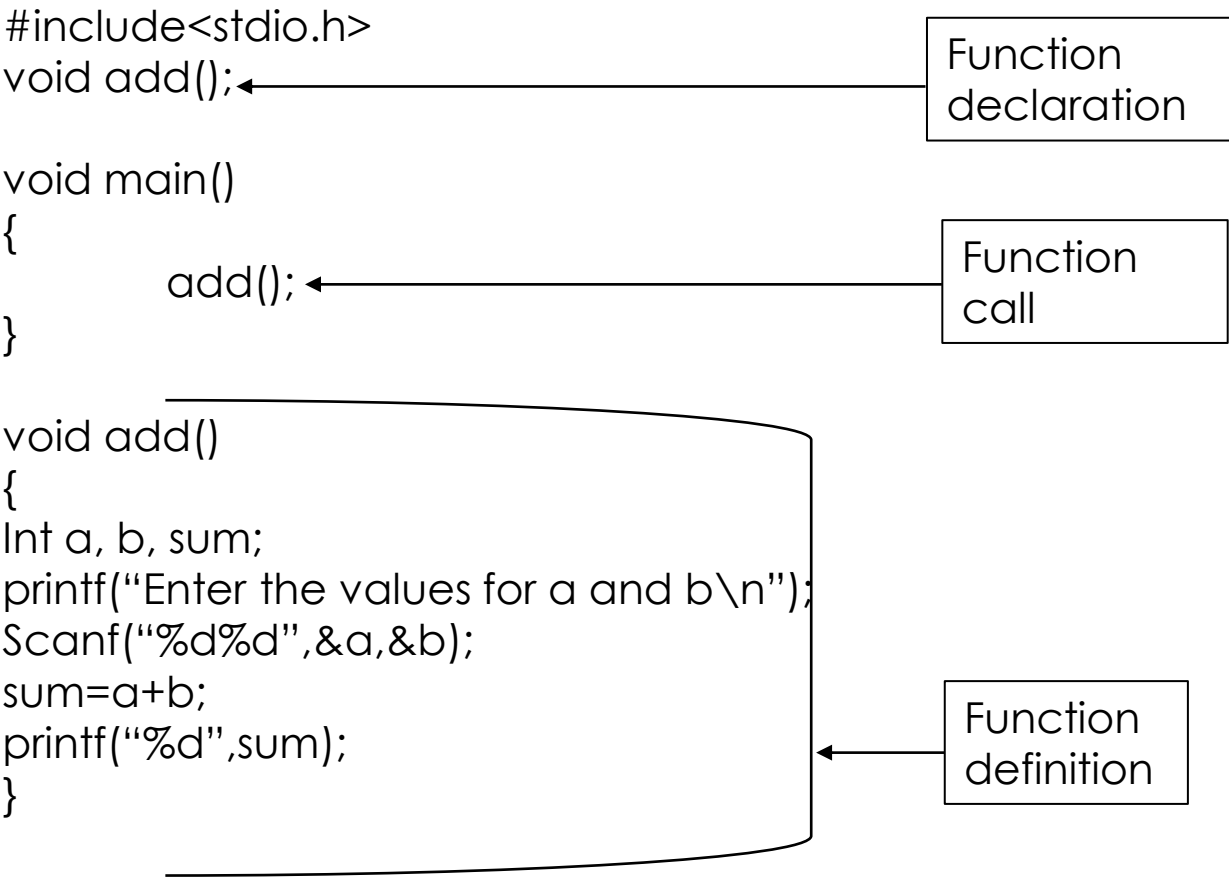 #include<stdio.h>
void add();
Function
declaration
void main()
{
add();
Function
call
}
void add()
{
Int a, b, sum;
printf(“Enter the values for a and b\n”);
Scanf(“%d%d”,&a,&b);
sum=a+b;
printf(“%d”,sum);
}
Function
definition